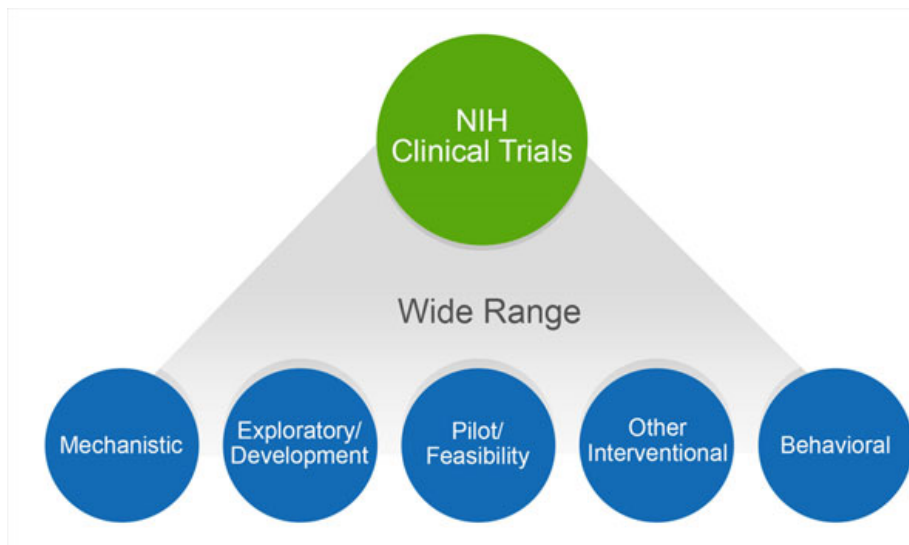 NIH
Clinical Trials
Wide Range
Mechanistic
Exploratory/
Development
Pilot/
Feasibility
Other
Interventional
Behavioral